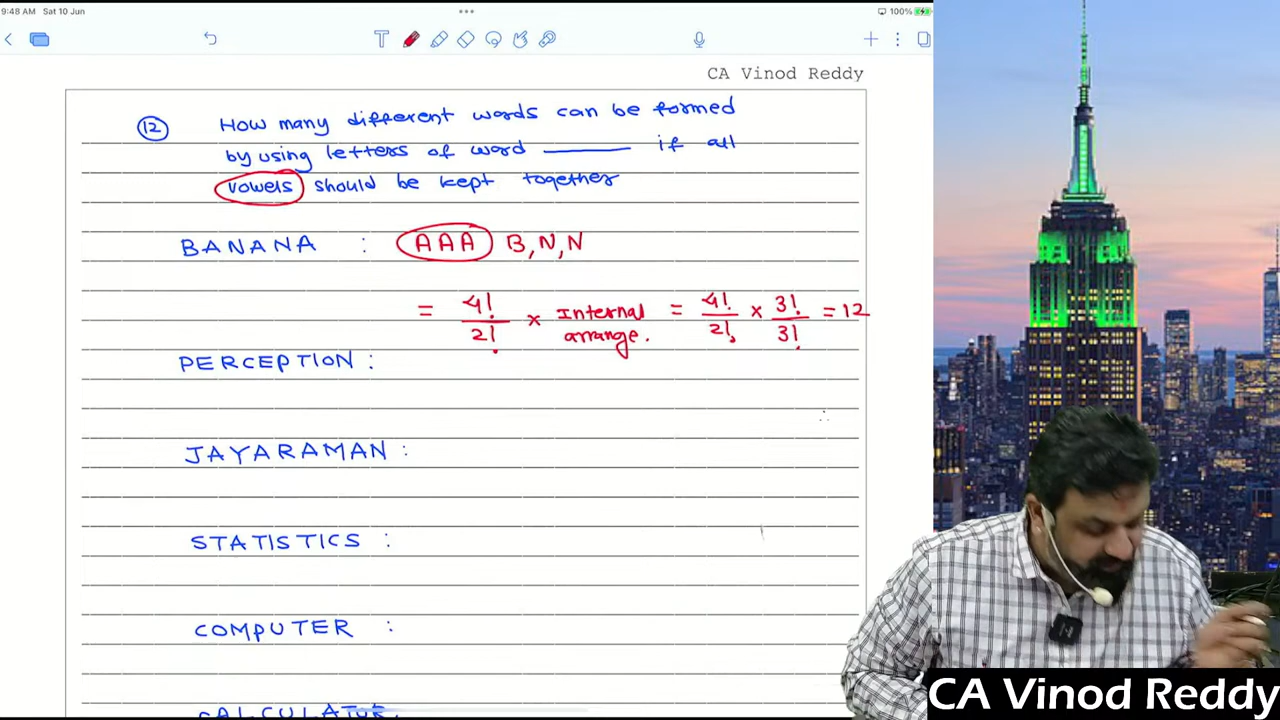 9:48 AM Sat 10 Jun
100%
CA Vinod Reddy
12 How many different words can be formed
by using letters of word ______ if all
vowels should be kept together
BANANA : AAA B, N, N
= 4!/2! × Internal arrange. = 4!/2! × 3!/3! = 12
PERCEPTION :
JAYARAMAN :
STATISTICS :
COMPUTER :
CALCULATOR
CA Vinod Reddy